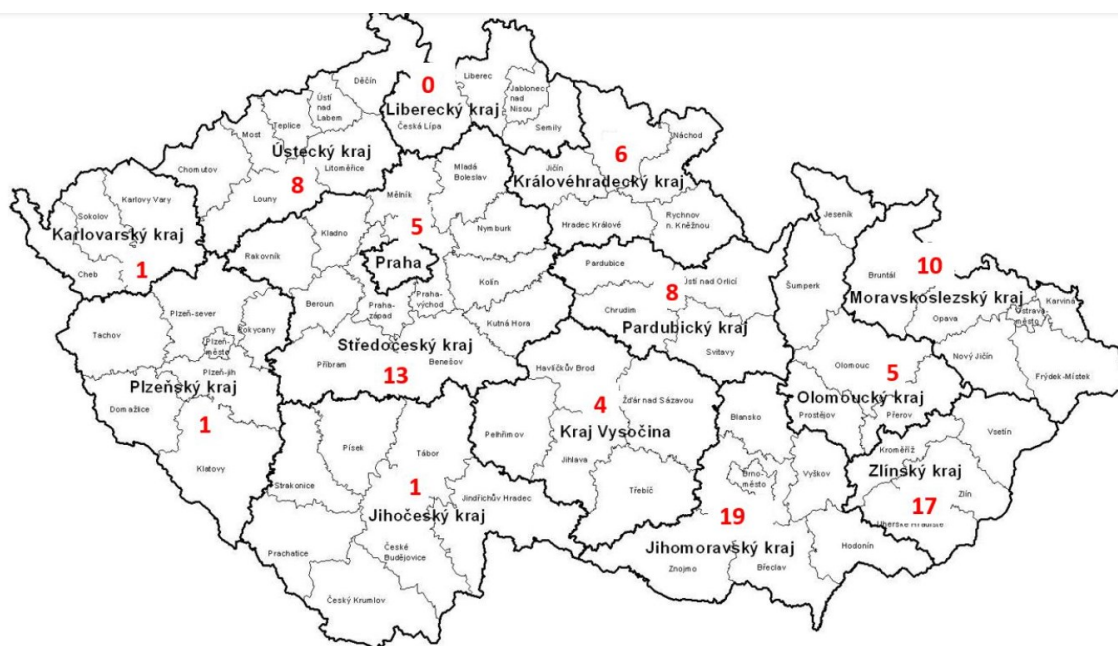 Děčín
Liberec
0
Jablonec
nad
Nisou
Ústí
nad
Labem
Liberecký kraj
Teplice
Česká Lípa
Semily
Most
Náchod
Ústecký kraj
6
Chomutov
Litoměřice
Mladá
Boleslav
Jičín
Královéhradecký kraj
8
Louny
Mělník
Karlovy Vary
Sokolov
Karlovarský kraj
5
Nymburk
Hradec Králové
Rychnov
n. Kněžnou
Jeseník
Kladno
Rakovník
Praha
Cheb
1
Pardubice
Ústí nad Orlicí
Šumperk
Bruntál
10
Kolín
8
Moravskoslezský kraj
Karviná
Beroun
Praha-
západ
Praha-
východ
Chrudim
Opava
Ostrava-
město
Plzeň-sever
Rokycany
Tachov
Plzeň-
město
Kutná Hora
Pardubický kraj
Středočeský kraj
Svitavy
Nový Jičín
Příbram
Benešov
Havlíčkův Brod
Olomouc
5
Frýdek-Místek
Plzeň-jih
Plzeňský kraj
13
Žďár nad Sázavou
Olomoucký kraj
Domažlice
4
Blansko
Prostějov
Přerov
1
Kraj Vysočina
Vsetín
Pelhřimov
Písek
Tábor
Kroměříž
Klatovy
Jihlava
Brno-
město
Vyškov
Zlínský kraj
Strakonice
1
Jindřichův Hradec
Třebíč
Zlín
17
Jihočeský kraj
19
Uherské Hradiště
Prachatice
České
Budějovice
Jihomoravský kraj
Hodonín
Znojmo
Břeclav
Český Krumlov